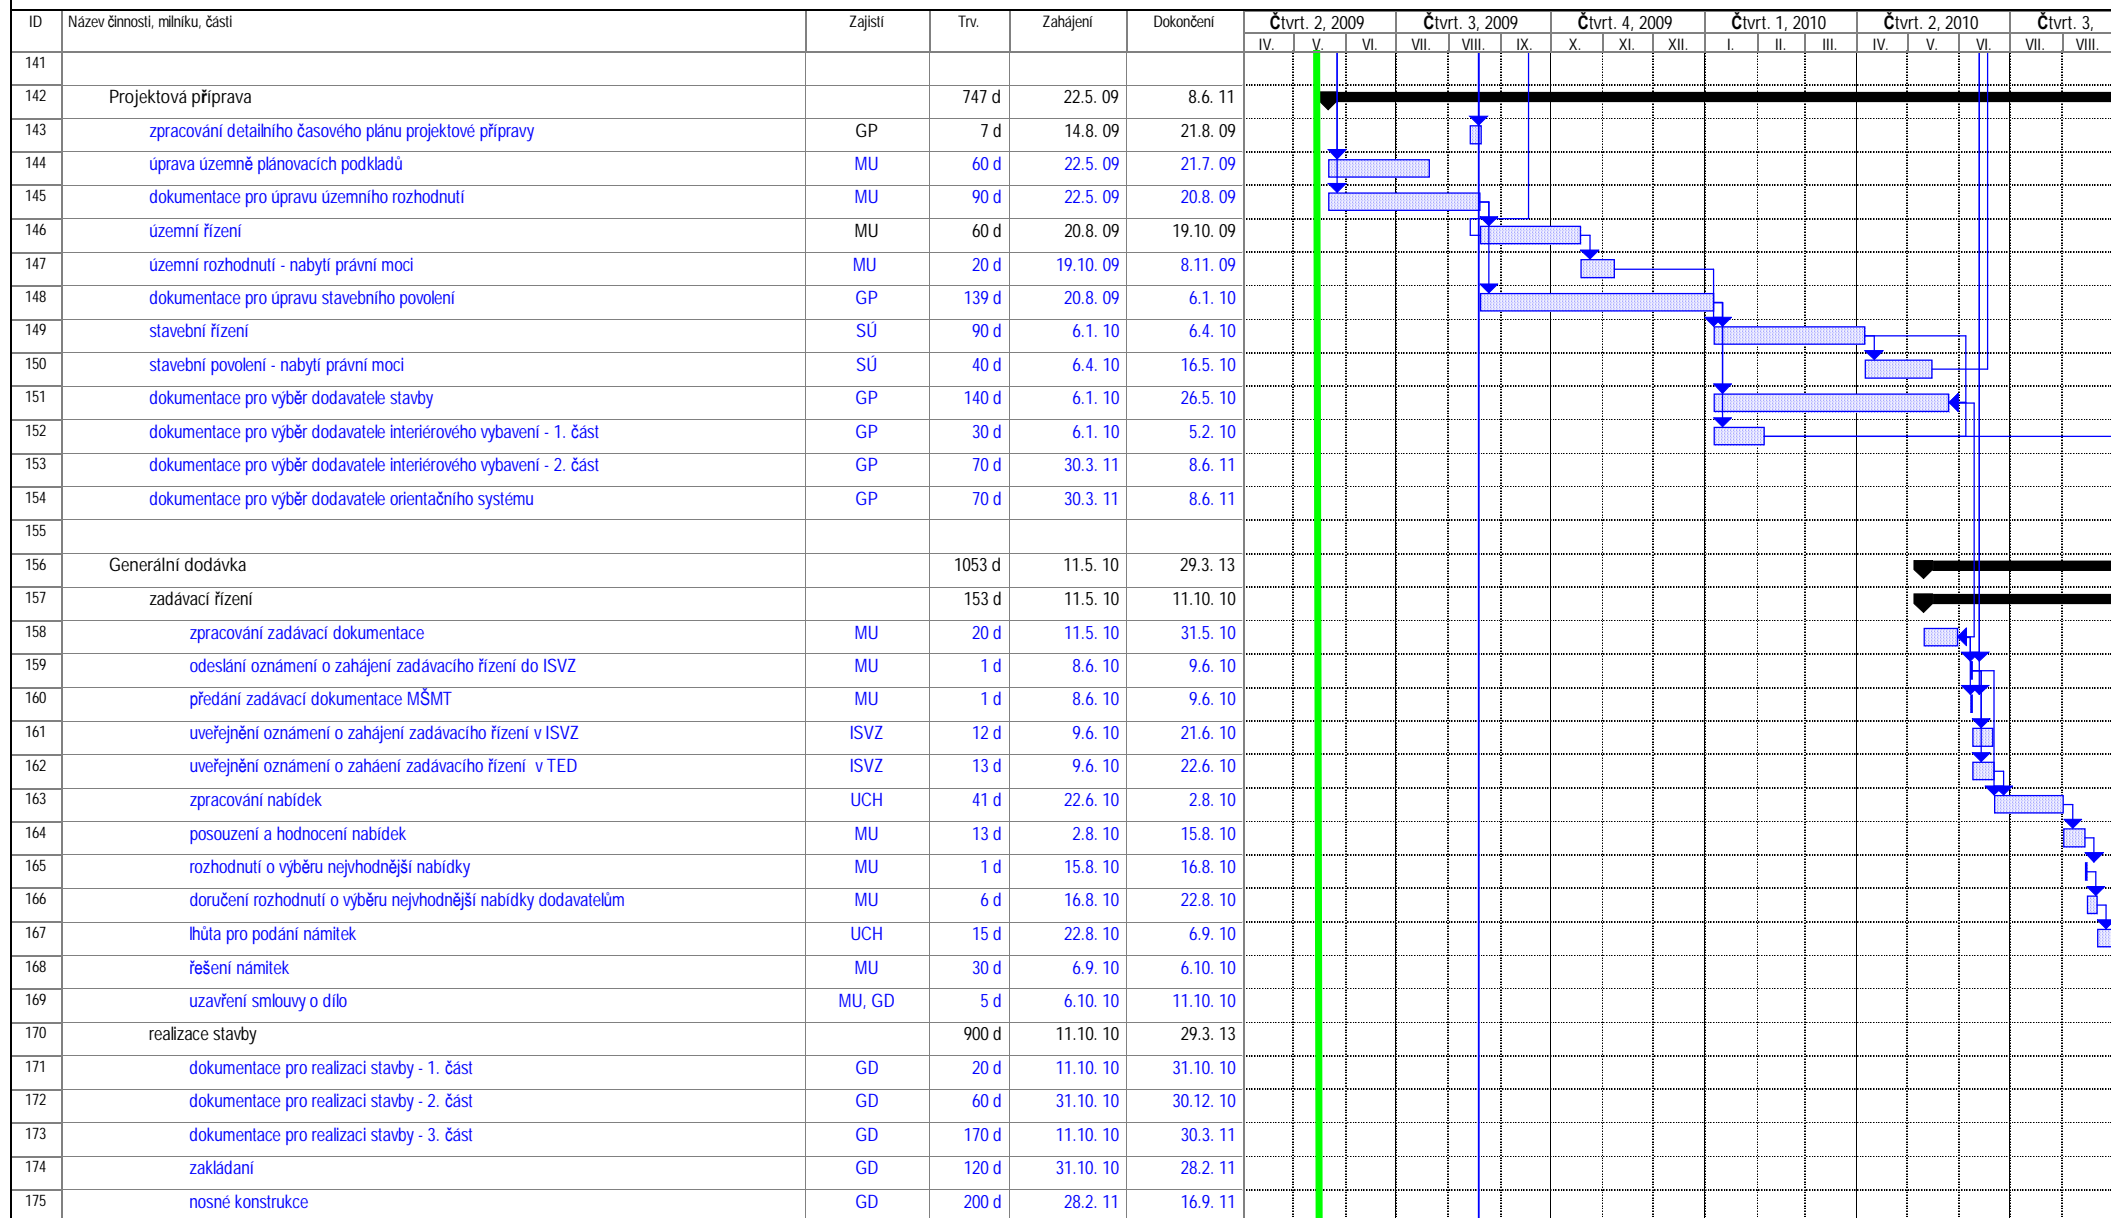 ID Název činnosti, milníku, části Zajistí Trv. Zahájení Dokončení Čtvrt. 2, 2009 Čtvrt. 3, 2009 Čtvrt. 4, 2009 Čtvrt. 1, 2010 Čtvrt. 2, 2010 Čtvrt. 3,
IV. V. VI. VII. VIII. IX. X. XI. XII. I. II. III. IV. V. VI. VII. VIII.
141
142 Projektová příprava 747 d 22.5. 09 8.6. 11
143 zpracování detailního časového plánu projektové přípravy GP 7 d 14.8. 09 21.8. 09
144 úprava územně plánovacích podkladů MU 60 d 22.5. 09 21.7. 09
145 dokumentace pro úpravu územního rozhodnutí MU 90 d 22.5. 09 20.8. 09
146 územní řízení MU 60 d 20.8. 09 19.10. 09
147 územní rozhodnutí - nabytí právní moci MU 20 d 19.10. 09 8.11. 09
148 dokumentace pro úpravu stavebního povolení GP 139 d 20.8. 09 6.1. 10
149 stavební řízení SÚ 90 d 6.1. 10 6.4. 10
150 stavební povolení - nabytí právní moci SÚ 40 d 6.4. 10 16.5. 10
151 dokumentace pro výběr dodavatele stavby GP 140 d 6.1. 10 26.5. 10
152 dokumentace pro výběr dodavatele interiérového vybavení - 1. část GP 30 d 6.1. 10 5.2. 10
153 dokumentace pro výběr dodavatele interiérového vybavení - 2. část GP 70 d 30.3. 11 8.6. 11
154 dokumentace pro výběr dodavatele orientačního systému GP 70 d 30.3. 11 8.6. 11
155
156 Generální dodávka 1053 d 11.5. 10 29.3. 13
157 zadávací řízení 153 d 11.5. 10 11.10. 10
158 zpracování zadávací dokumentace MU 20 d 11.5. 10 31.5. 10
159 odeslání oznámení o zahájení zadávacího řízení do ISVZ MU 1 d 8.6. 10 9.6. 10
160 předání zadávací dokumentace MŠMT MU 1 d 8.6. 10 9.6. 10
161 uveřejnění oznámení o zahájení zadávacího řízení v ISVZ ISVZ 12 d 9.6. 10 21.6. 10
162 uveřejnění oznámení o zaháení zadávacího řízení v TED ISVZ 13 d 9.6. 10 22.6. 10
163 zpracování nabídek UCH 41 d 22.6. 10 2.8. 10
164 posouzení a hodnocení nabídek MU 13 d 2.8. 10 15.8. 10
165 rozhodnutí o výběru nejvhodnější nabídky MU 1 d 15.8. 10 16.8. 10
166 doručení rozhodnutí o výběru nejvhodnější nabídky dodavatelům MU 6 d 16.8. 10 22.8. 10
167 lhůta pro podání námitek UCH 15 d 22.8. 10 6.9. 10
168 řešení námitek MU 30 d 6.9. 10 6.10. 10
169 uzavření smlouvy o dílo MU, GD 5 d 6.10. 10 11.10. 10
170 realizace stavby 900 d 11.10. 10 29.3. 13
171 dokumentace pro realizaci stavby - 1. část GD 20 d 11.10. 10 31.10. 10
172 dokumentace pro realizaci stavby - 2. část GD 60 d 31.10. 10 30.12. 10
173 dokumentace pro realizaci stavby - 3. část GD 170 d 11.10. 10 30.3. 11
174 zakládaní GD 120 d 31.10. 10 28.2. 11
175 nosné konstrukce GD 200 d 28.2. 11 16.9. 11